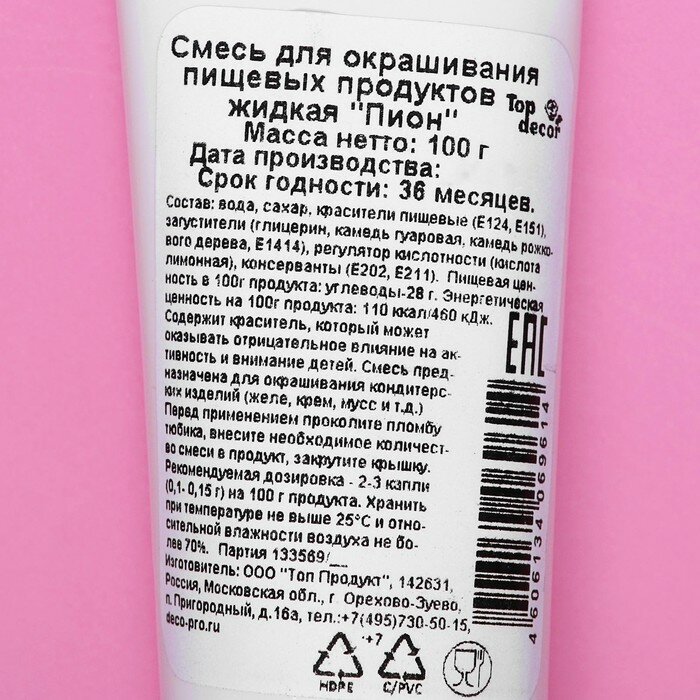 Смесь для окрашивания
пищевых продуктов
жидкая "Пион"
Top decor
Масса нетто: 100 г
Дата производства:
Срок годности: 36 месяцев.
Состав: вода, сахар, красители пищевые (Е124, Е151),
загустители (глицерин, камедь гуаровая, камедь рожко-
вого дерева, Е1414), регулятор кислотности (кислота
лимонная), консерванты (Е202, Е211). Пищевая цен-
ность в 100г продукта: углеводы-28 г. Энергетическая
ценность на 100г продукта: 110 ккал/460 кДж.
Содержит краситель, который может
оказывать отрицательное влияние на ак-
тивность и внимание детей. Смесь пред-
назначена для окрашивания кондитерс-
ких изделий (желе, крем, мусс и т.д.)
Перед применением проколите пломбу
тюбика, внесите необходимое количест-
во смеси в продукт, закрутите крышку.
Рекомендуемая дозировка - 2-3 капли
(0,1- 0,15 г) на 100 г продукта. Хранить
при температуре не выше 25°С и отно-
сительной влажности воздуха не бо-
лее 70%. Партия 133569/__
Изготовитель: ООО "Топ Продукт", 142631,
Россия, Московская обл., г. Орехово-Зуево,
п. Пригородный, д.16а, тел.:+7(495)730-50-15,
deco-pro.ru +7
EAC
4 606134 069614
HDPE C/PVC